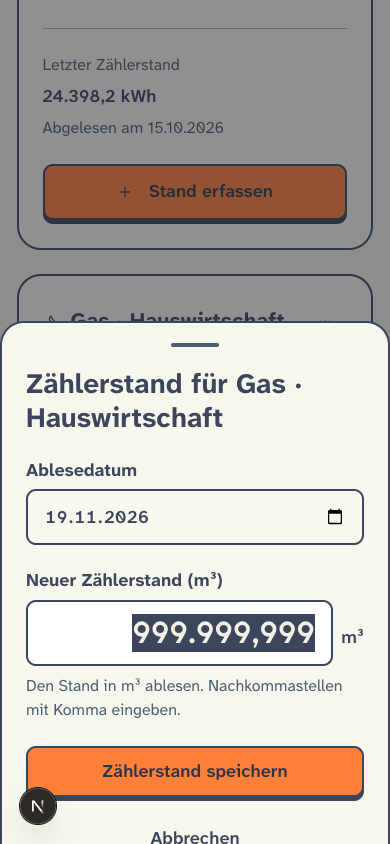 Letzter Zählerstand
24.398,2 kWh
Abgelesen am 15.10.2026
+ Stand erfassen
Gas · Hauswirtschaft
Zählerstand für Gas ·
Hauswirtschaft
Ablesedatum
19.11.2026
Neuer Zählerstand (m³)
999.999,999 m³
Den Stand in m³ ablesen. Nachkommastellen
mit Komma eingeben.
Zählerstand speichern
N
Abbrechen